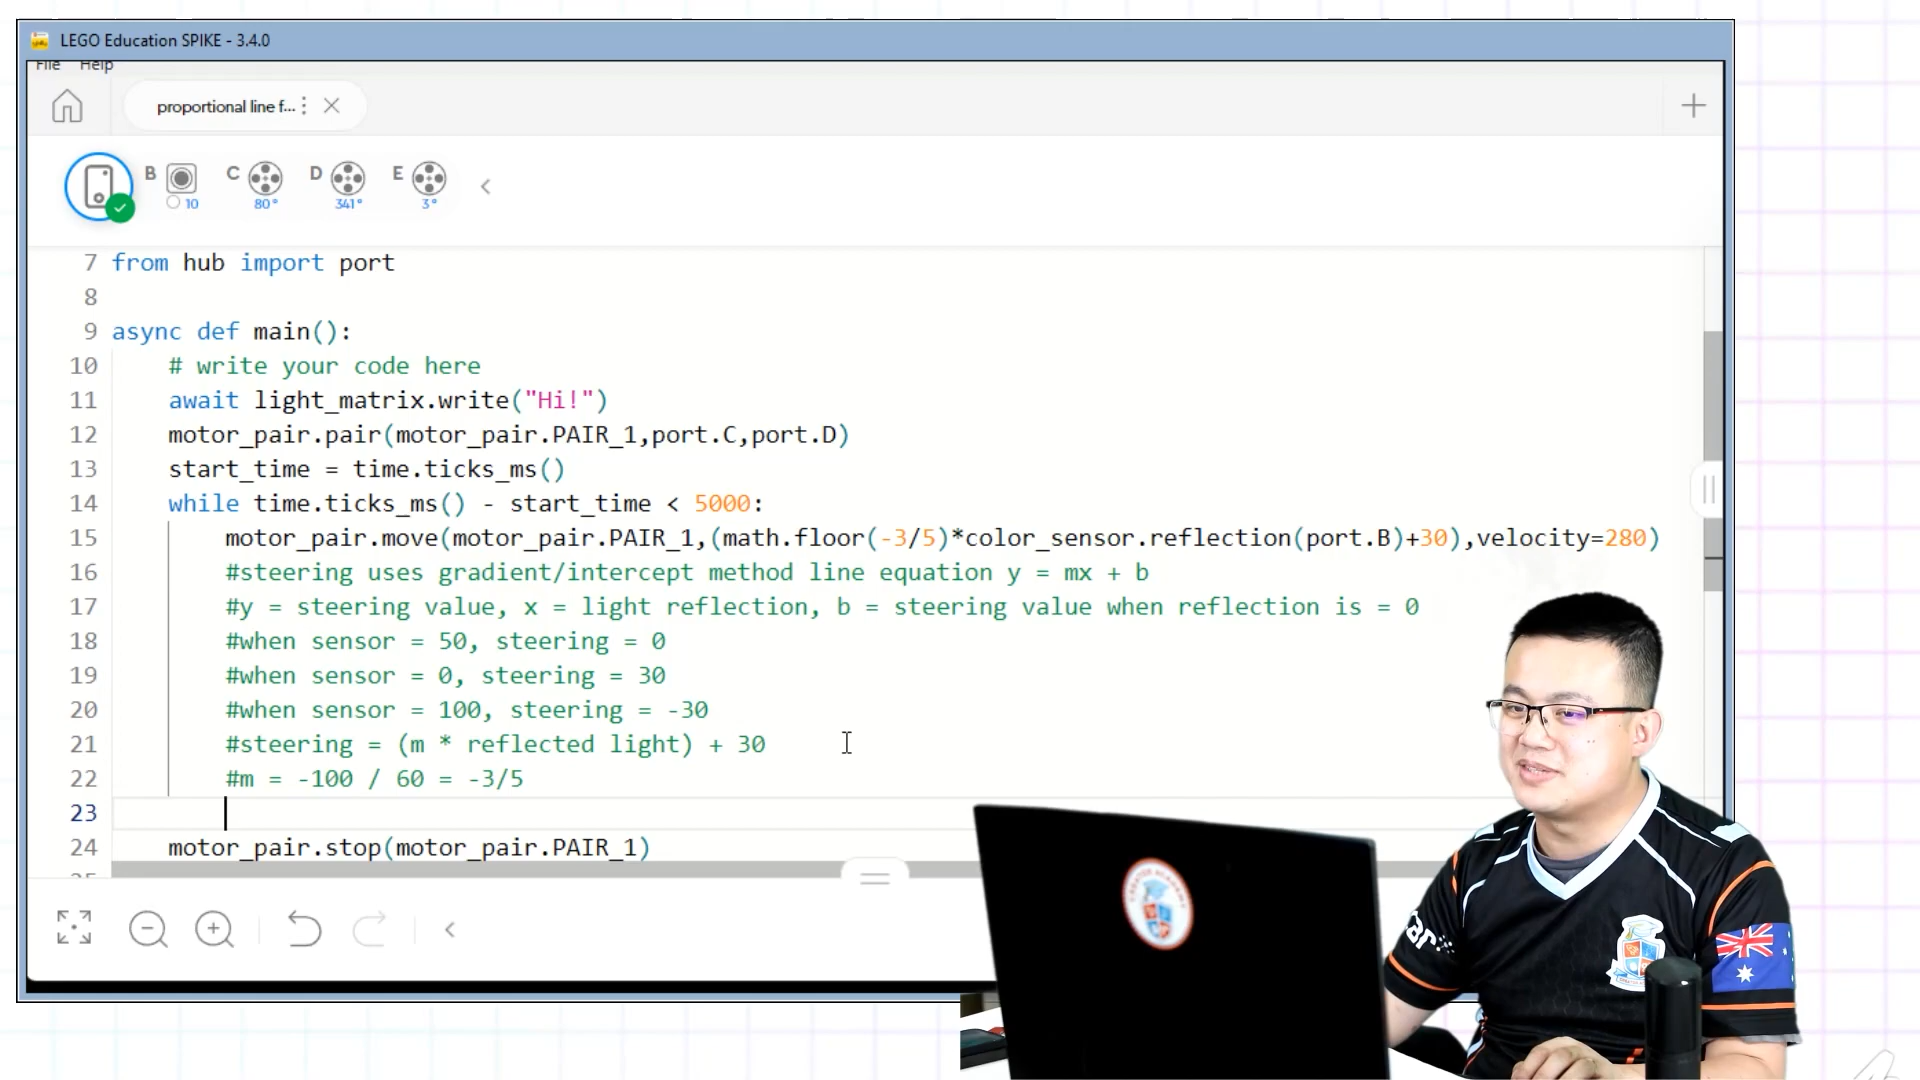 LEGO Education SPIKE - 3.4.0
File Help
proportional line f...
B C D E
10 80° 341° 3°
7 from hub import port
8
9 async def main():
10 # write your code here
11 await light_matrix.write("Hi!")
12 motor_pair.pair(motor_pair.PAIR_1,port.C,port.D)
13 start_time = time.ticks_ms()
14 while time.ticks_ms() - start_time < 5000:
15 motor_pair.move(motor_pair.PAIR_1,(math.floor(-3/5)*color_sensor.reflection(port.B)+30),velocity=280)
16 #steering uses gradient/intercept method line equation y = mx + b
17 #y = steering value, x = light reflection, b = steering value when reflection is = 0
18 #when sensor = 50, steering = 0
19 #when sensor = 0, steering = 30
20 #when sensor = 100, steering = -30
21 #steering = (m * reflected light) + 30
22 #m = -100 / 60 = -3/5
23
24 motor_pair.stop(motor_pair.PAIR_1)